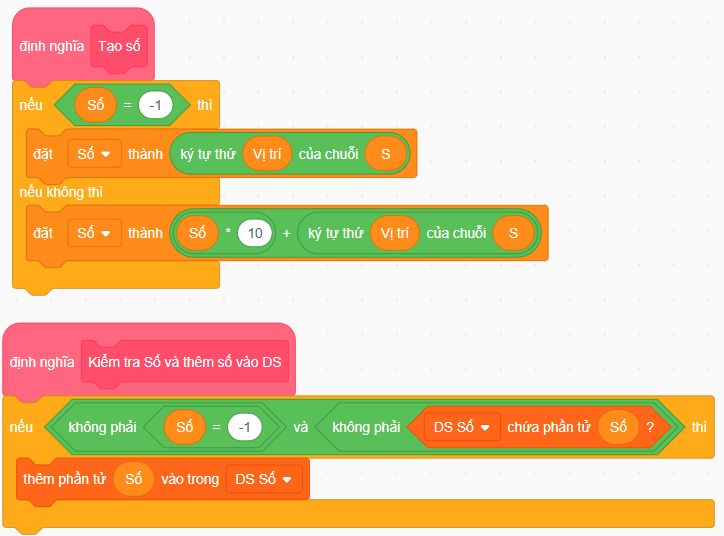 định nghĩa Tạo số
nếu Số = -1 thì
đặt Số thành ký tự thứ Vị trí của chuỗi S
nếu không thì
đặt Số thành Số * 10 + ký tự thứ Vị trí của chuỗi S
định nghĩa Kiểm tra Số và thêm số vào DS
nếu không phải Số = -1 và không phải DS Số chứa phần tử Số ? thì
thêm phần tử Số vào trong DS Số